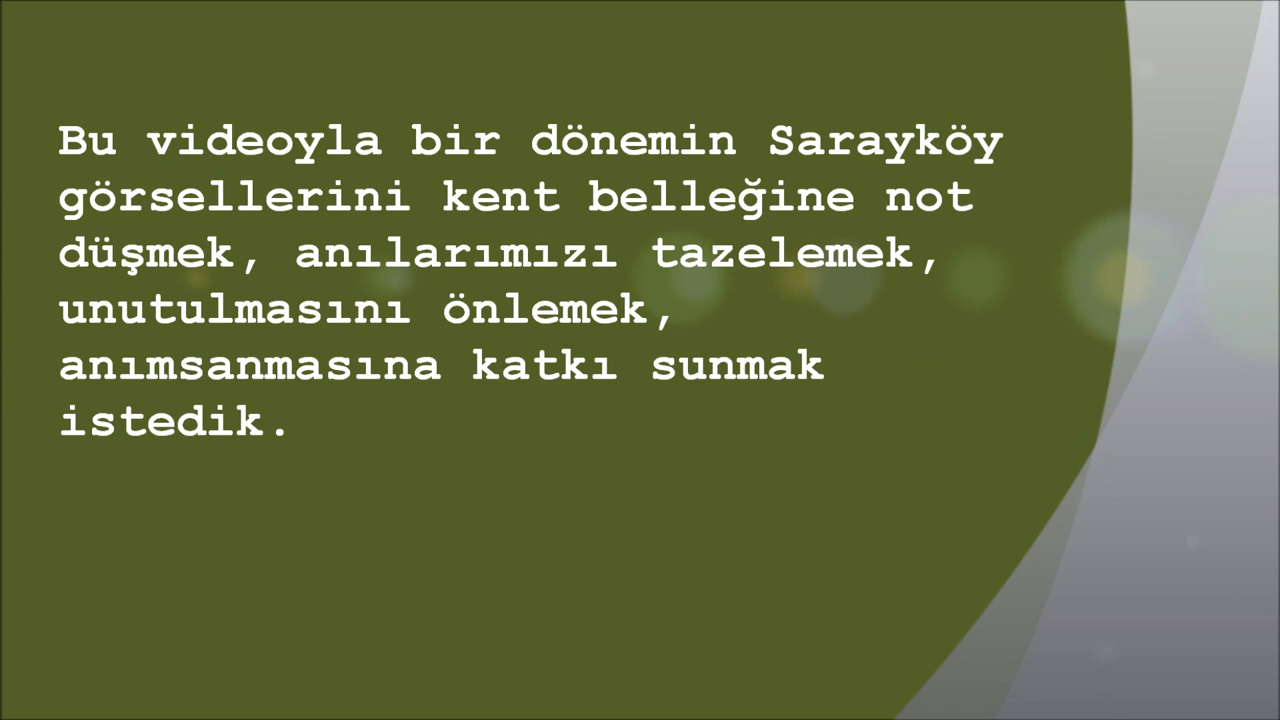 Bu videoyla bir dönemin Sarayköy
görsellerini kent belleğine not
düşmek, anılarımızı tazelemek,
unutulmasını önlemek,
anımsanmasına katkı sunmak
istedik.